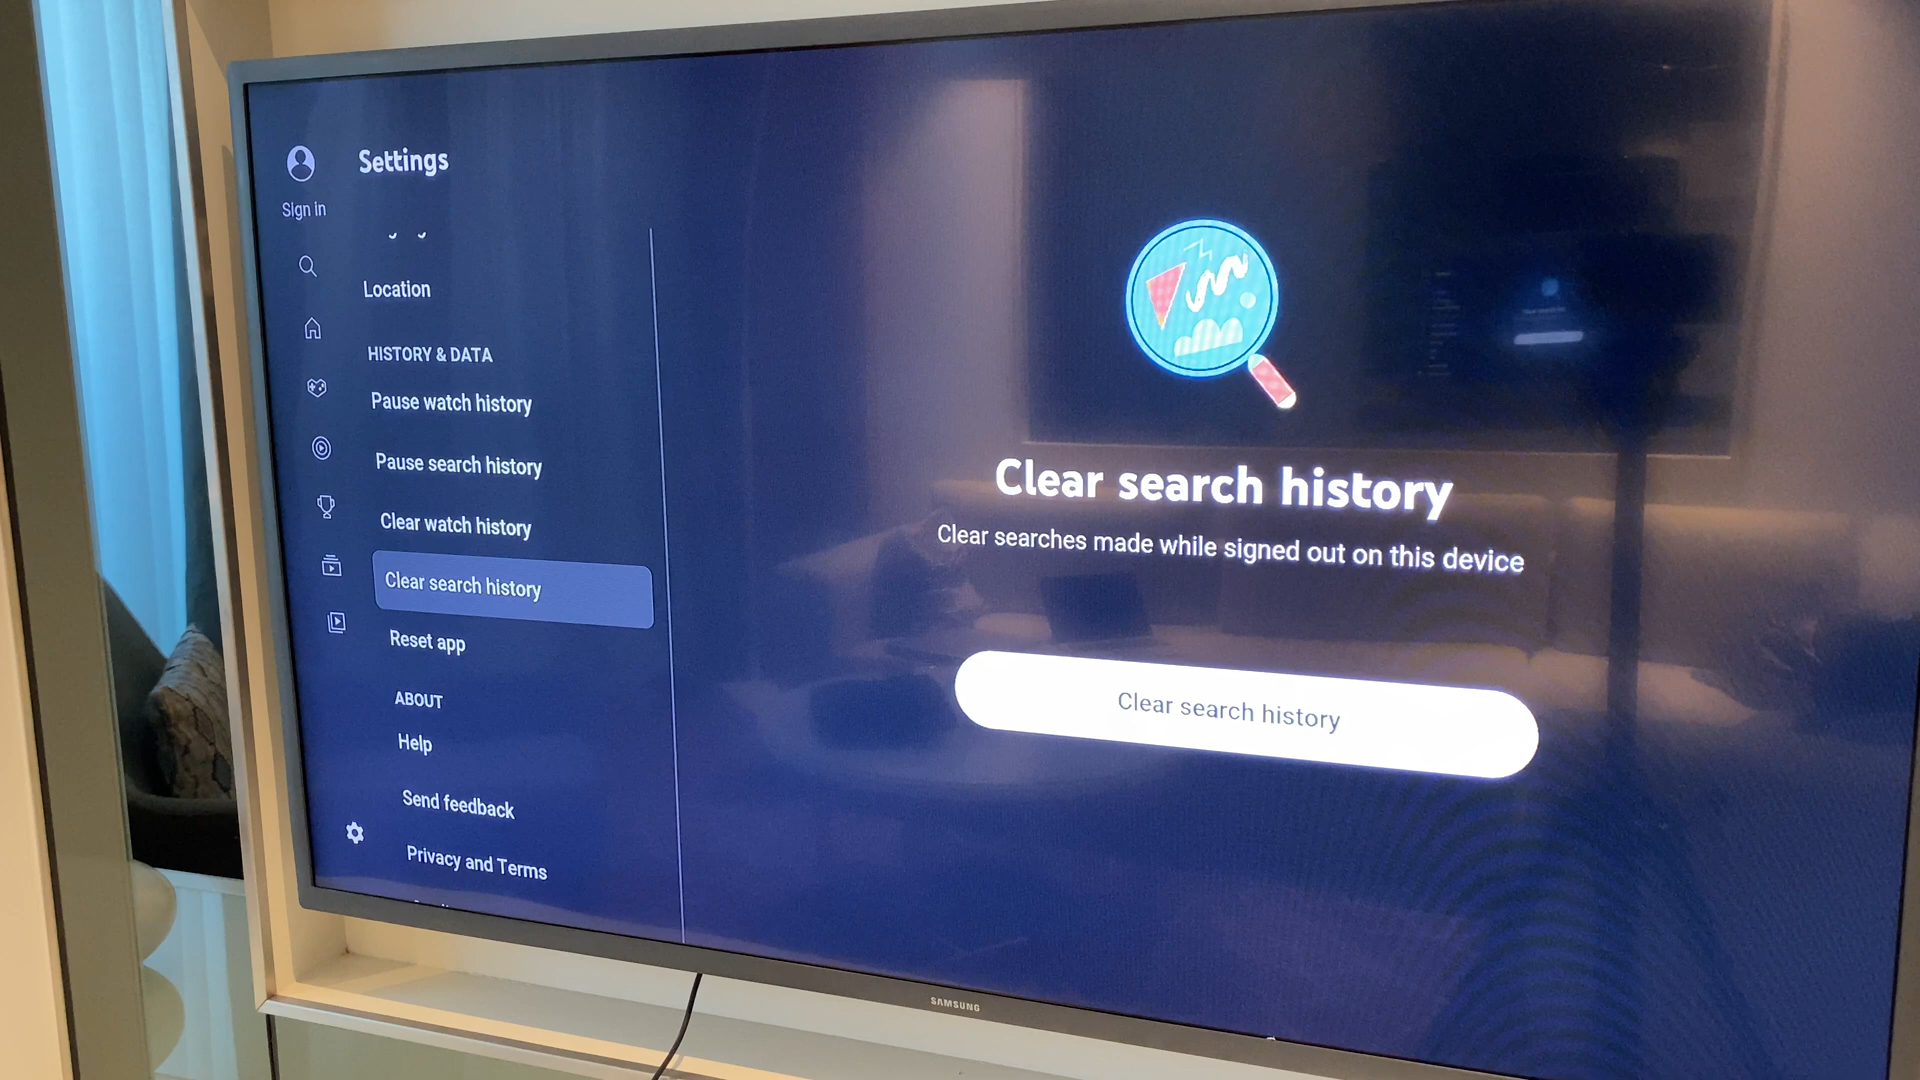 Settings
Sign in
Location
HISTORY & DATA
Pause watch history
Pause search history
Clear watch history
Clear search history
Reset app
ABOUT
Help
Send feedback
Privacy and Terms
Clear search history
Clear searches made while signed out on this device
Clear search history
SAMSUNG